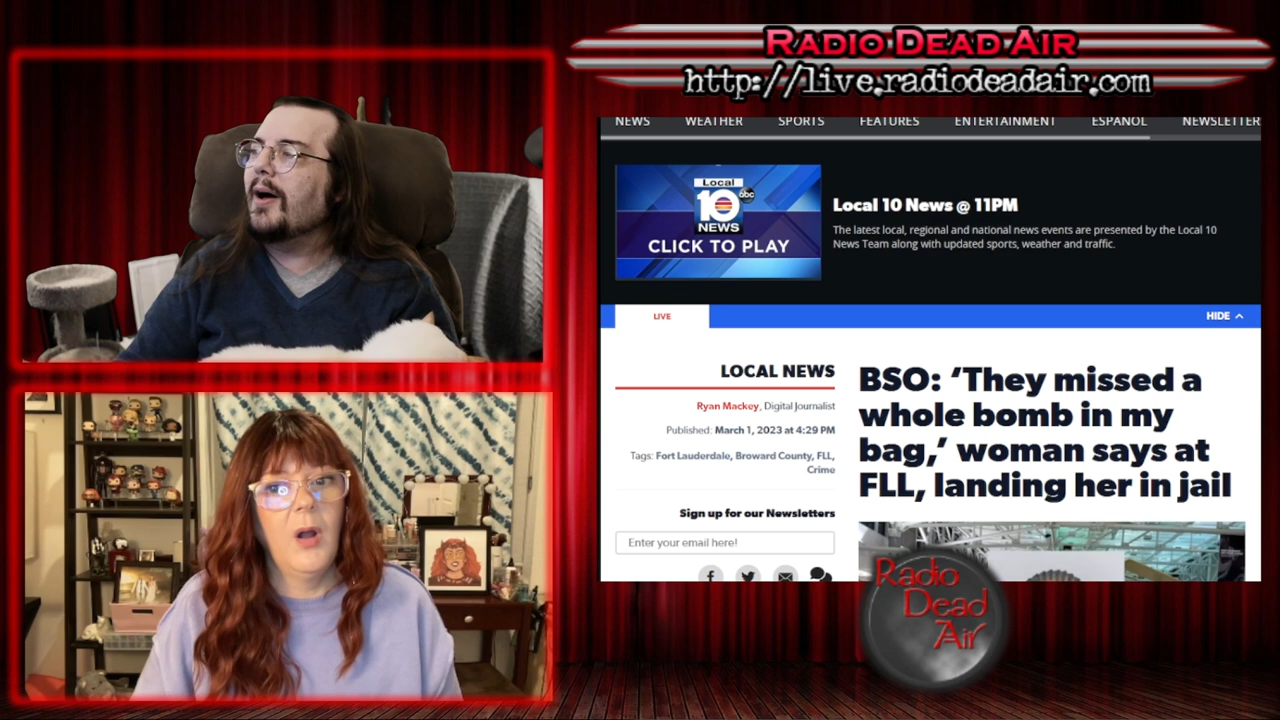 Radio Dead Air
http://live.radiodeadair.com
NEWS WEATHER SPORTS FEATURES ENTERTAINMENT ESPAÑOL NEWSLETTER
Local
10
abc
NEWS
CLICK TO PLAY
Local 10 News @ 11PM
The latest local, regional and national news events are presented by the Local 10
News Team along with updated sports, weather and traffic.
LIVE
HIDE
LOCAL NEWS
Ryan Mackey, Digital Journalist
Published: March 1, 2023 at 4:29 PM
Tags: Fort Lauderdale, Broward County, FLL,
Crime
Sign up for our Newsletters
Enter your email here!
BSO: ‘They missed a
whole bomb in my
bag,’ woman says at
FLL, landing her in jail
Radio
Dead
Air